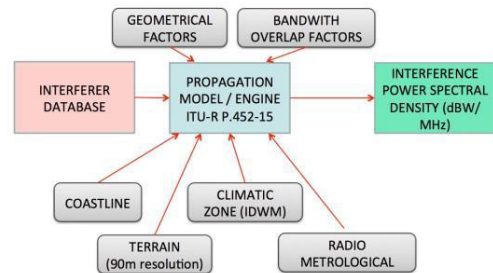 GEOMETRICAL
FACTORS
BANDWITH
OVERLAP FACTORS
INTERFERER
DATABASE
PROPAGATION
MODEL / ENGINE
ITU-R P.452-15
INTERFERENCE
POWER SPECTRAL
DENSITY (dBW/
MHz)
COASTLINE
CLIMATIC
ZONE (IDWM)
TERRAIN
(90m resolution)
RADIO
METROLOGICAL